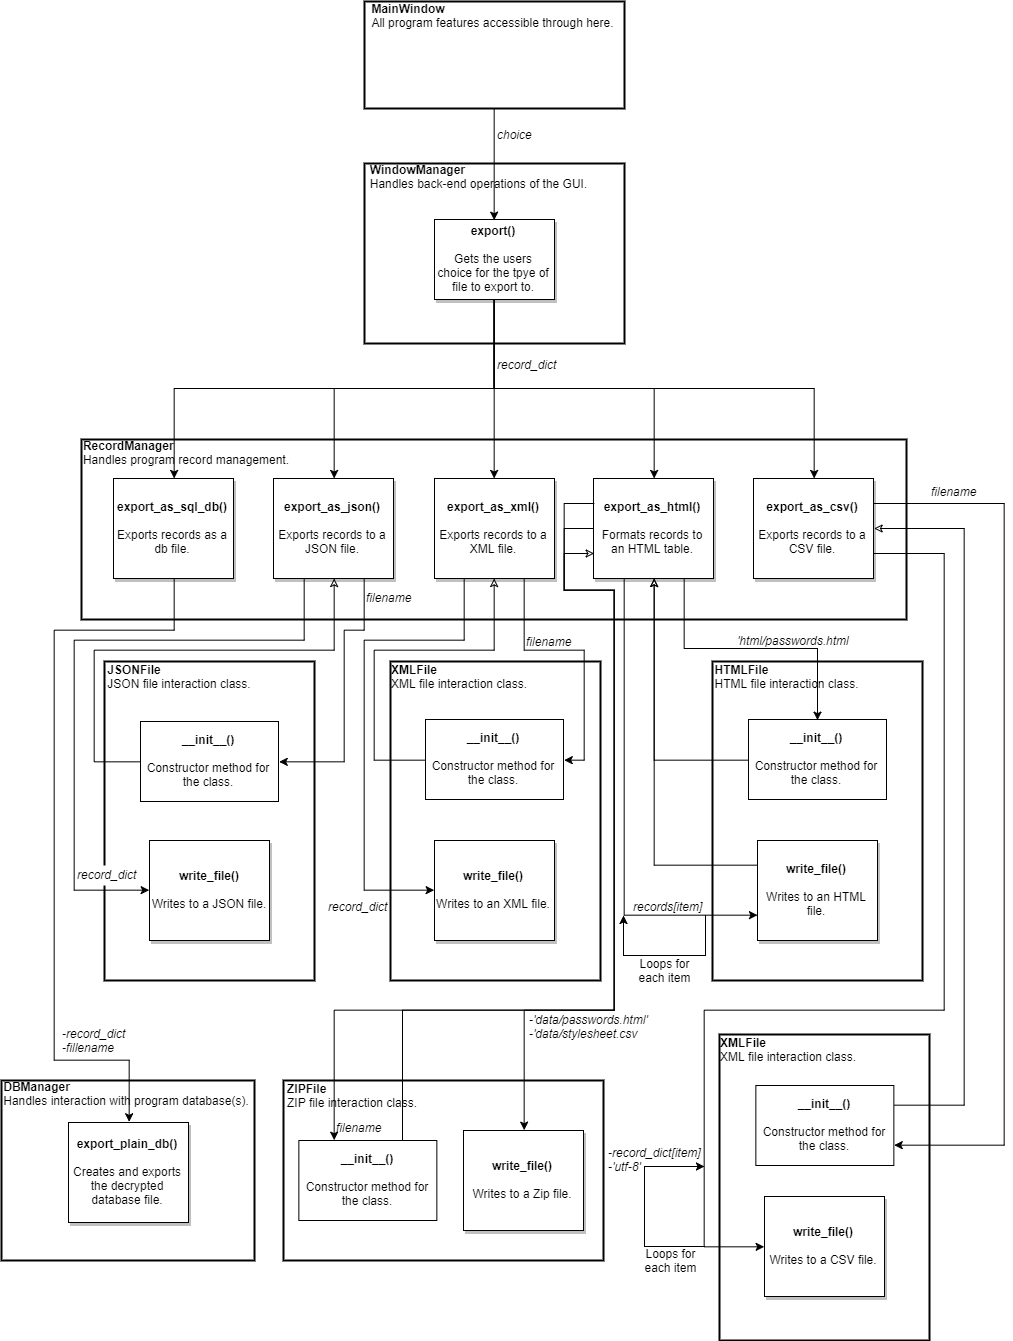 MainWindow
All program features accessible through here.
choice
WindowManager
Handles back-end operations of the GUI.
export()
Gets the users
choice for the tpye of
file to export to.
record_dict
RecordManager
Handles program record management.
export_as_sql_db()
Exports records as a
db file.
export_as_json()
Exports records to a
JSON file.
export_as_xml()
Exports records to a
XML file.
export_as_html()
Formats records to
an HTML table.
export_as_csv()
Exports records to a
CSV file.
filename
filename
filename
'html/passwords.html
JSONFile
JSON file interaction class.
__init__()
Constructor method for
the class.
record_dict
write_file()
Writes to a JSON file.
XMLFile
XML file interaction class.
__init__()
Constructor method for
the class.
record_dict
write_file()
Writes to an XML file.
HTMLFile
HTML file interaction class.
__init__()
Constructor method for
the class.
write_file()
Writes to an HTML
file.
records[item]
Loops for
each item
-record_dict
-fillename
DBManager
Handles interaction with program database(s).
export_plain_db()
Creates and exports
the decrypted
database file.
-'data/passwords.html'
-'data/stylesheet.csv
ZIPFile
ZIP file interaction class.
filename
__init__()
Constructor method for
the class.
write_file()
Writes to a Zip file.
XMLFile
XML file interaction class.
__init__()
Constructor method for
the class.
-record_dict[item]
-'utf-8'
Loops for
each item
write_file()
Writes to a CSV file.